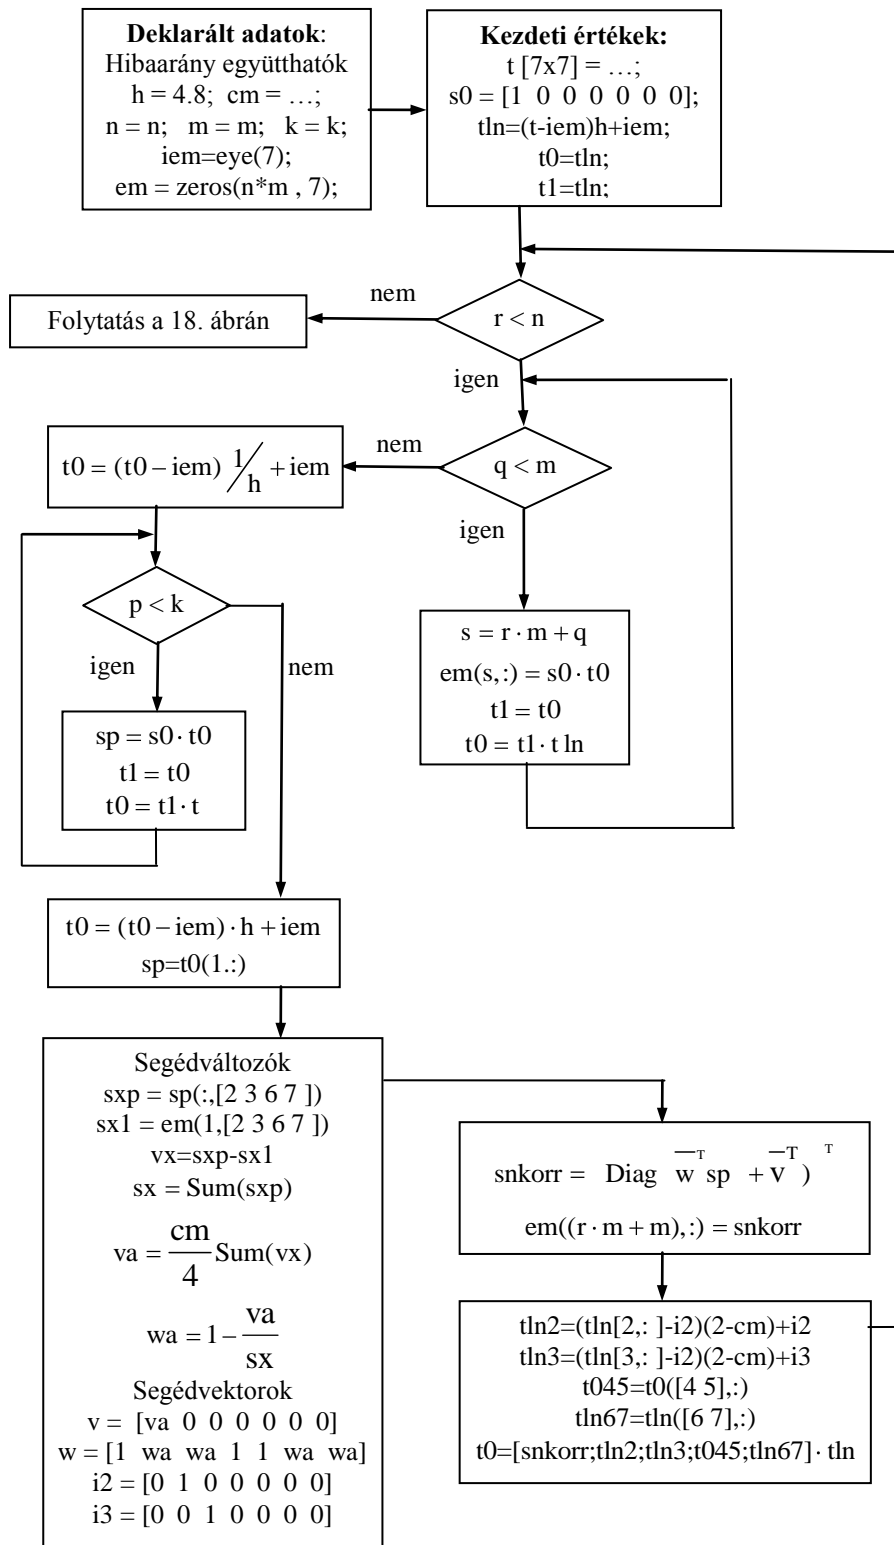 Deklarált adatok:
Hibaarány együtthatók
h = 4.8;  cm = …;
n = n;   m = m;   k = k;
iem=eye(7);
em = zeros(n*m , 7);
Kezdeti értékek:
t [7x7] = …;
s0 = [1  0  0  0  0  0  0];
tln=(t-iem)h+iem;
t0=tln;
t1=tln;
r < n
nem
Folytatás a 18. ábrán
igen
q < m
nem
t0 = (t0 − iem) 1/h + iem
igen
p < k
igen
nem
s = r · m + q
em(s,:) = s0 · t0
t1 = t0
t0 = t1 · t ln
sp = s0 · t0
t1 = t0
t0 = t1 · t
t0 = (t0 − iem) · h + iem
sp=t0(1.:)
Segédváltozók
sxp = sp(:,[2 3 6 7 ])
sx1 = em(1,[2 3 6 7 ])
vx=sxp-sx1
sx = Sum(sxp)
va = cm/4 Sum(vx)
wa = 1 − va/sx
Segédvektorok
v =  [va  0  0  0  0  0  0]
w = [1  wa  wa  1  1  wa  wa]
i2 = [0  1  0  0  0  0  0]
i3 = [0  0  1  0  0  0  0]
snkorr =   Diag   w̅ᵀ sp  + v̅ᵀ )  ᵀ
em((r · m + m),:) = snkorr
tln2=(tln[2,: ]-i2)(2-cm)+i2
tln3=(tln[3,: ]-i2)(2-cm)+i3
t045=t0([4 5],:)
tln67=tln([6 7],:)
t0=[snkorr;tln2;tln3;t045;tln67] · tln